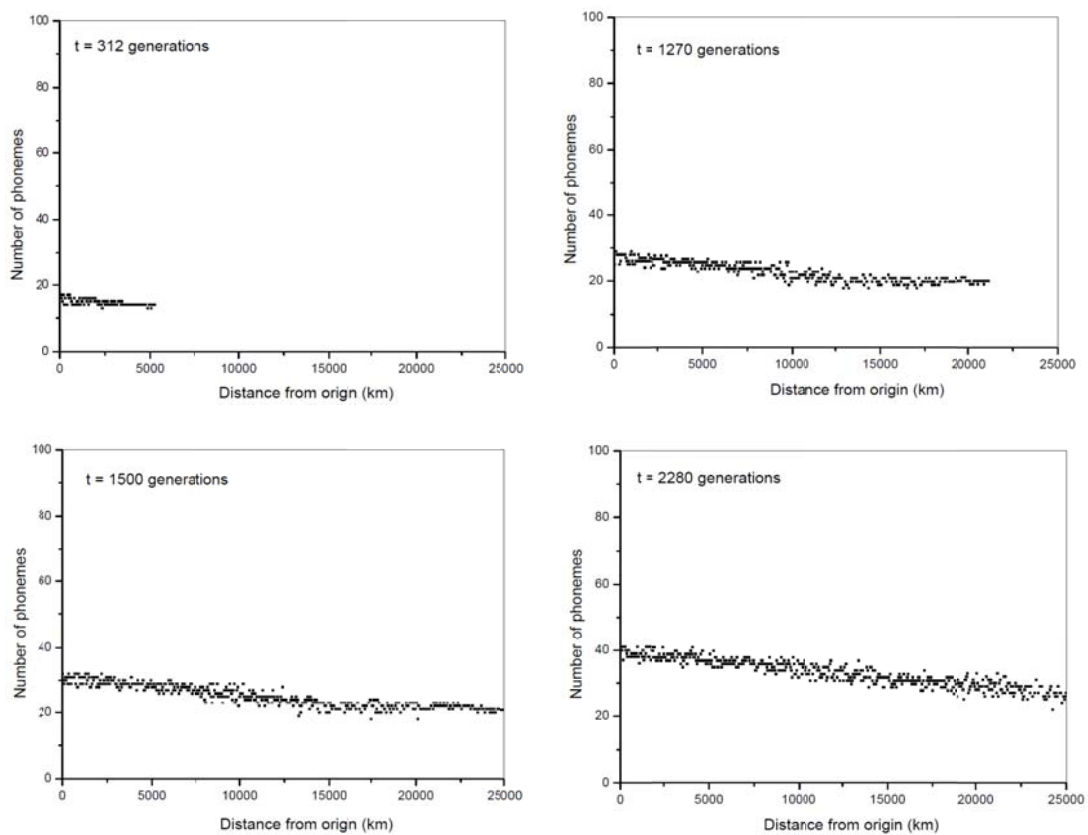 100
80
60
40
20
0
Number of phonemes
t = 312 generations
0 5000 10000 15000 20000 25000
Distance from origin (km)
100
80
60
40
20
0
Number of phonemes
t = 1270 generations
0 5000 10000 15000 20000 25000
Distance from origin (km)
100
80
60
40
20
0
Number of phonemes
t = 1500 generations
0 5000 10000 15000 20000 25000
Distance from origin (km)
100
80
60
40
20
0
Number of phonemes
t = 2280 generations
0 5000 10000 15000 20000 25000
Distance from origin (km)